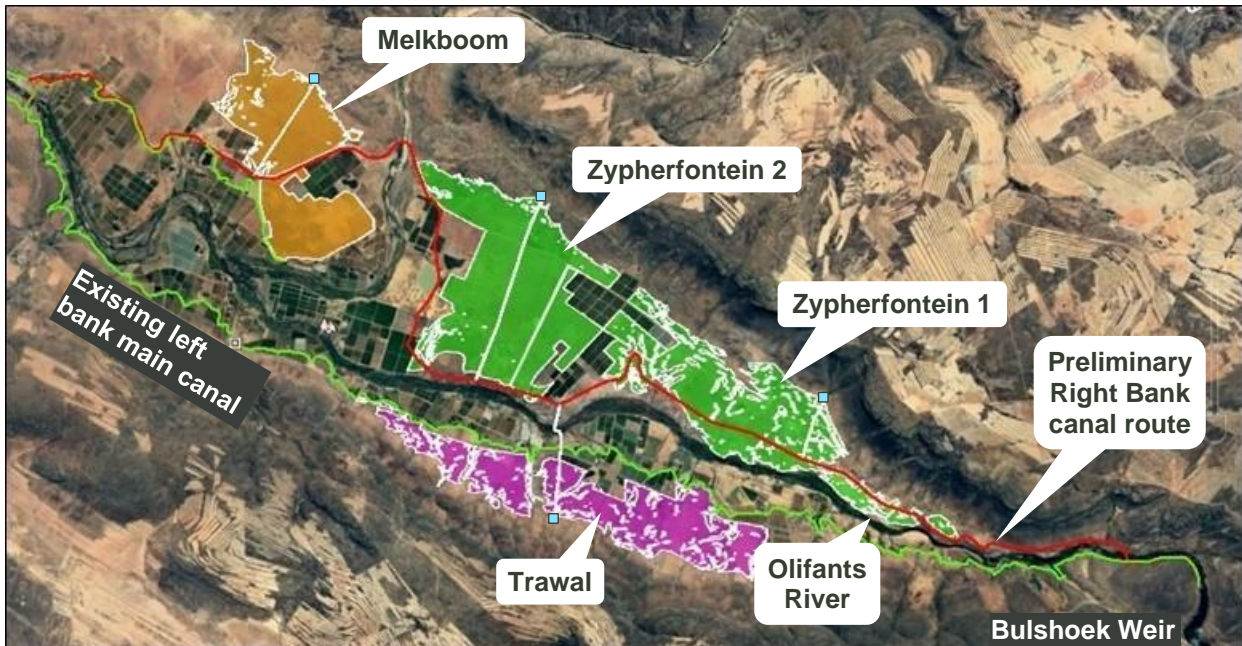 Melkboom
Zypherfontein 2
Zypherfontein 1
Existing left
bank main canal
Preliminary
Right Bank
canal route
Trawal
Olifants
River
Bulshoek Weir